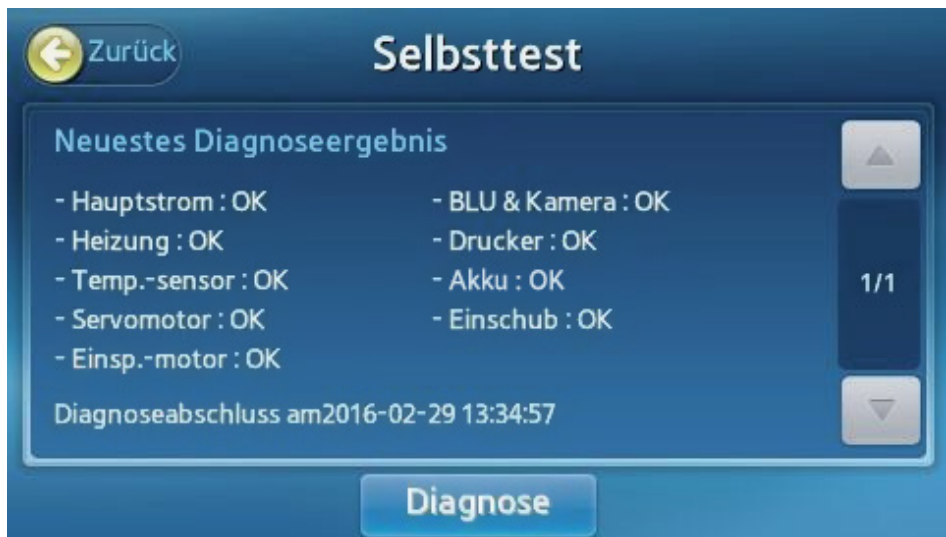 Zurück
Selbsttest
Neuestes Diagnoseergebnis
- Hauptstrom : OK
- Heizung : OK
- Temp.-sensor : OK
- Servomotor : OK
- Einsp.-motor : OK
- BLU & Kamera : OK
- Drucker : OK
- Akku : OK
- Einschub : OK
1/1
Diagnoseabschluss am2016-02-29 13:34:57
Diagnose